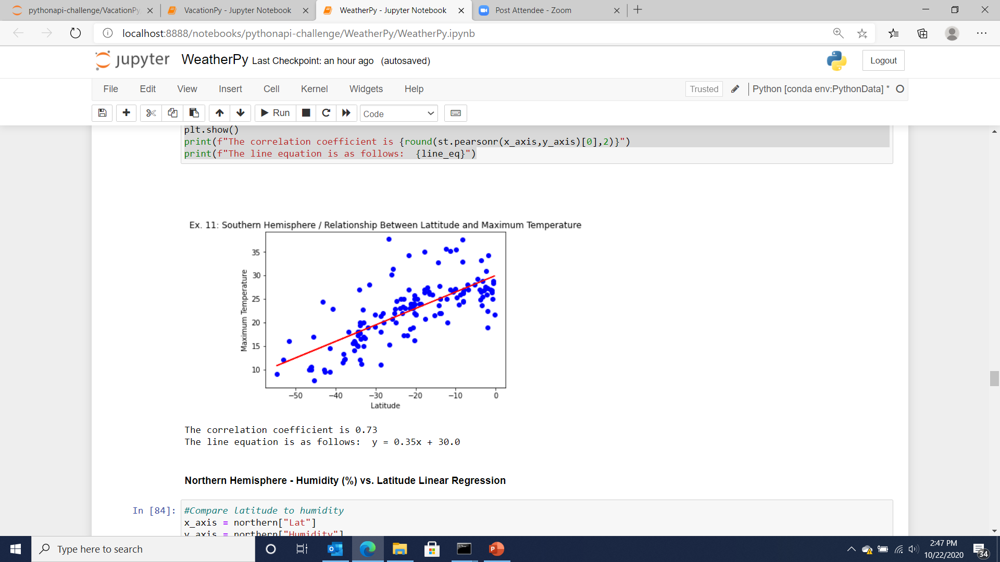 pythonapi-challenge/VacationPy
VacationPy - Jupyter Notebook
WeatherPy - Jupyter Notebook
Post Attendee - Zoom
localhost:8888/notebooks/pythonapi-challenge/WeatherPy/WeatherPy.ipynb
jupyter WeatherPy Last Checkpoint: an hour ago (autosaved)
Logout
File Edit View Insert Cell Kernel Widgets Help
Trusted
Python [conda env:PythonData] *
Run
Code
plt.show()
print(f"The correlation coefficient is {round(st.pearsonr(x_axis,y_axis)[0],2)}")
print(f"The line equation is as follows:  {line_eq}")
Ex. 11: Southern Hemisphere / Relationship Between Lattitude and Maximum Temperature
Maximum Temperature
35
30
25
20
15
10
−50 −40 −30 −20 −10 0
Latitude
The correlation coefficient is 0.73
The line equation is as follows:  y = 0.35x + 30.0
Northern Hemisphere - Humidity (%) vs. Latitude Linear Regression
In [84]:
#Compare latitude to humidity
x_axis = northern["Lat"]
y_axis = northern["Humidity"]
Type here to search
2:47 PM
10/22/2020
34